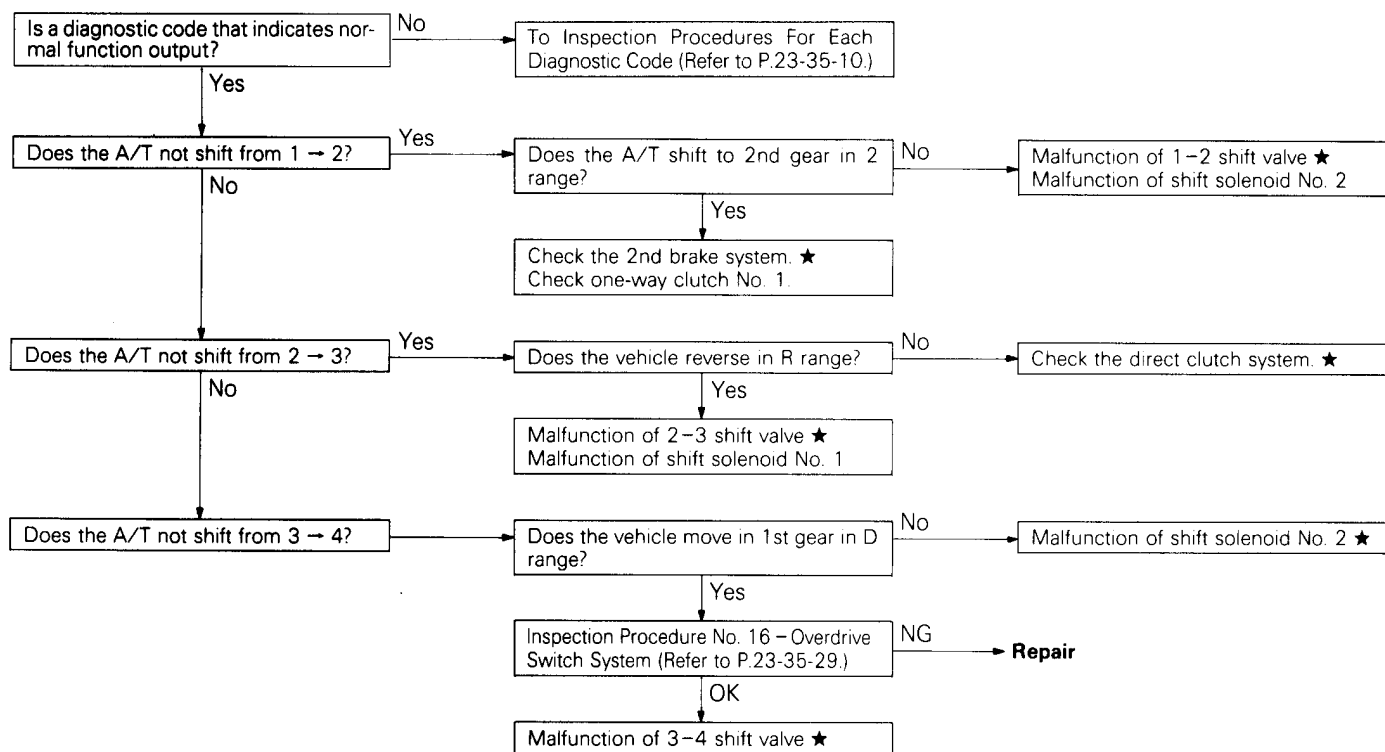 Is a diagnostic code that indicates nor-
mal function output?
No
To Inspection Procedures For Each
Diagnostic Code (Refer to P.23-35-10.)
Yes
Does the A/T not shift from 1 → 2?
Yes
Does the A/T shift to 2nd gear in 2
range?
No
Malfunction of 1–2 shift valve ★
Malfunction of shift solenoid No. 2
No
Yes
Check the 2nd brake system. ★
Check one-way clutch No. 1.
Does the A/T not shift from 2 → 3?
Yes
Does the vehicle reverse in R range?
No
Check the direct clutch system. ★
No
Yes
Malfunction of 2–3 shift valve ★
Malfunction of shift solenoid No. 1
Does the A/T not shift from 3 → 4?
Does the vehicle move in 1st gear in D
range?
No
Malfunction of shift solenoid No. 2 ★
Yes
Inspection Procedure No. 16 – Overdrive
Switch System (Refer to P.23-35-29.)
NG
Repair
OK
Malfunction of 3–4 shift valve ★